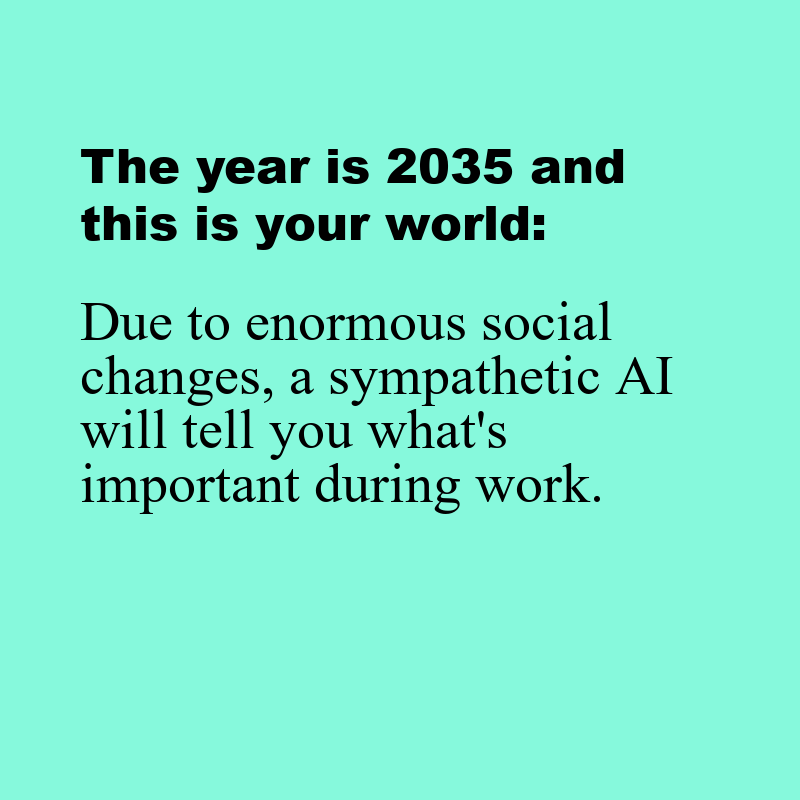 The year is 2035 and
this is your world:
Due to enormous social
changes, a sympathetic AI
will tell you what's
important during work.